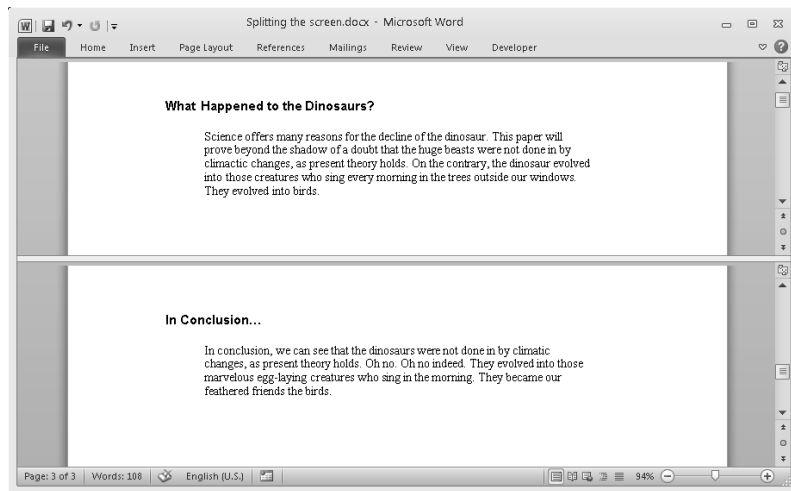 Splitting the screen.docx - Microsoft Word
File Home Insert Page Layout References Mailings Review View Developer
What Happened to the Dinosaurs?
Science offers many reasons for the decline of the dinosaur. This paper will
prove beyond the shadow of a doubt that the huge beasts were not done in by
climactic changes, as present theory holds. On the contrary, the dinosaur evolved
into those creatures who sing every morning in the trees outside our windows.
They evolved into birds.
In Conclusion...
In conclusion, we can see that the dinosaurs were not done in by climatic
changes, as present theory holds. Oh no. Oh no indeed. They evolved into those
marvelous egg-laying creatures who sing in the morning. They became our
feathered friends the birds.
Page: 3 of 3 Words: 108 English (U.S.) 94%